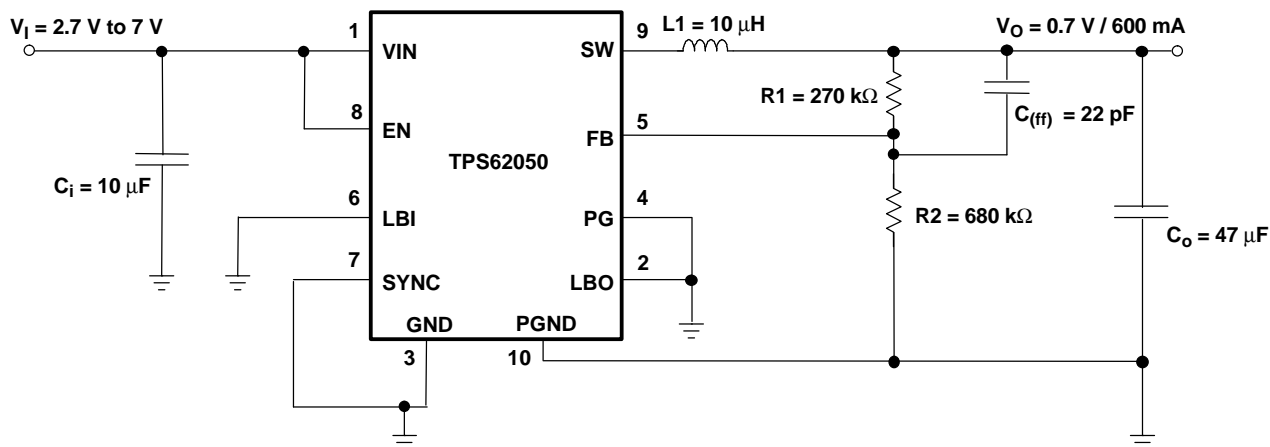 V_I = 2.7 V to 7 V
1
VIN
SW
9
L1 = 10 μH
V_O = 0.7 V / 600 mA
R1 = 270 kΩ
C_(ff) = 22 pF
8
EN
FB
5
TPS62050
C_i = 10 μF
6
LBI
PG
4
R2 = 680 kΩ
C_o = 47 μF
7
SYNC
LBO
2
GND
PGND
3
10